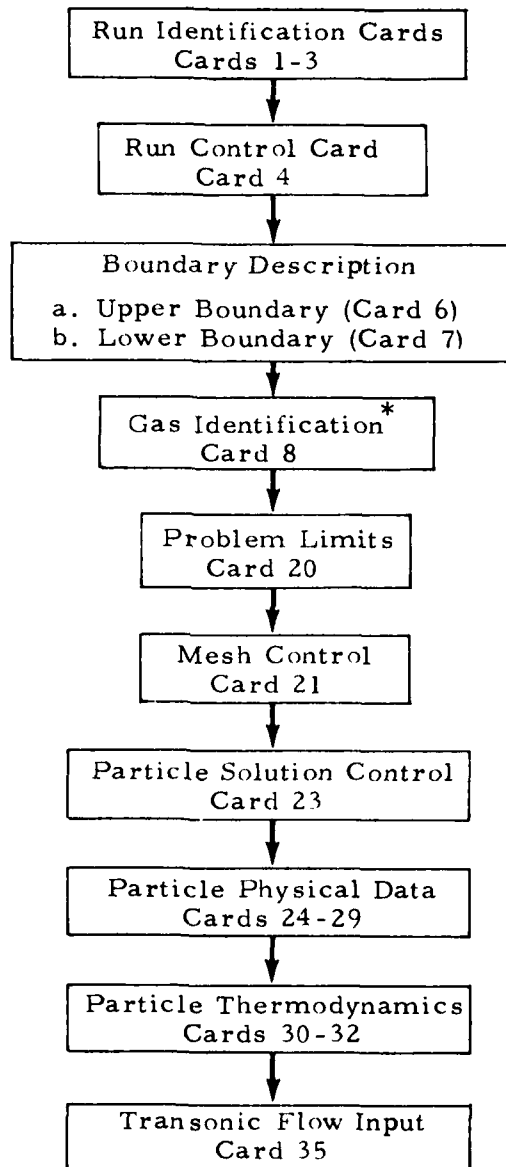 Run Identification Cards
Cards 1-3
Run Control Card
Card 4
Boundary Description
a. Upper Boundary (Card 6)
b. Lower Boundary (Card 7)
Gas Identification*
Card 8
Problem Limits
Card 20
Mesh Control
Card 21
Particle Solution Control
Card 23
Particle Physical Data
Cards 24-29
Particle Thermodynamics
Cards 30-32
Transonic Flow Input
Card 35